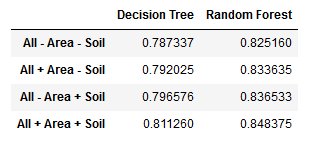 Decision Tree Random Forest
All - Area - Soil 0.787337 0.825160
All + Area - Soil 0.792025 0.833635
All - Area + Soil 0.796576 0.836533
All + Area + Soil 0.811260 0.848375